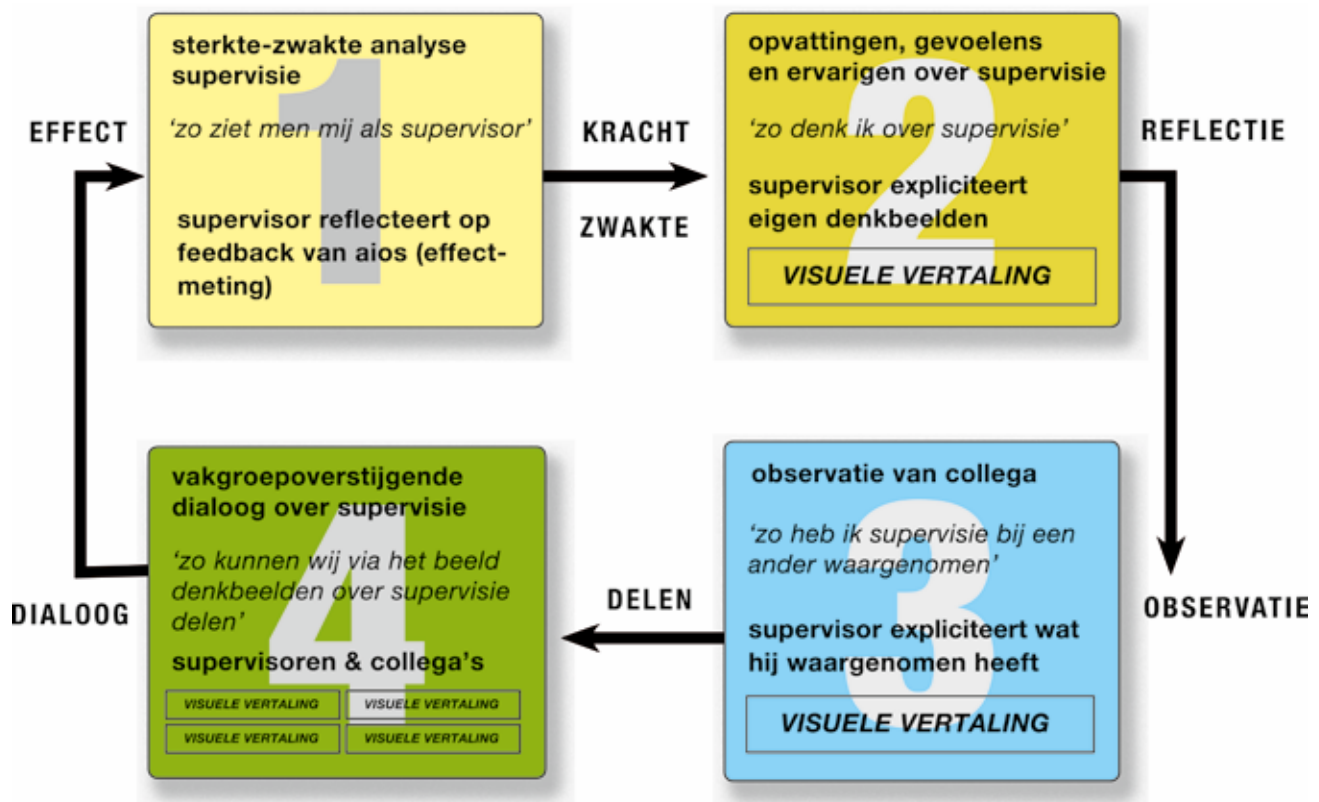 sterkte-zwakte analyse
supervisie
1
'zo ziet men mij als supervisor'
supervisor reflecteert op
feedback van aios (effect-
meting)
EFFECT
KRACHT
ZWAKTE
opvattingen, gevoelens
en ervarigen over supervisie
2
'zo denk ik over supervisie'
supervisor expliciteert
eigen denkbeelden
VISUELE VERTALING
REFLECTIE
OBSERVATIE
observatie van collega
3
'zo heb ik supervisie bij een
ander waargenomen'
supervisor expliciteert wat
hij waargenomen heeft
VISUELE VERTALING
DELEN
vakgroepoverstijgende
dialoog over supervisie
4
'zo kunnen wij via het beeld
denkbeelden over supervisie
delen'
supervisoren & collega's
VISUELE VERTALING VISUELE VERTALING
VISUELE VERTALING VISUELE VERTALING
DIALOOG